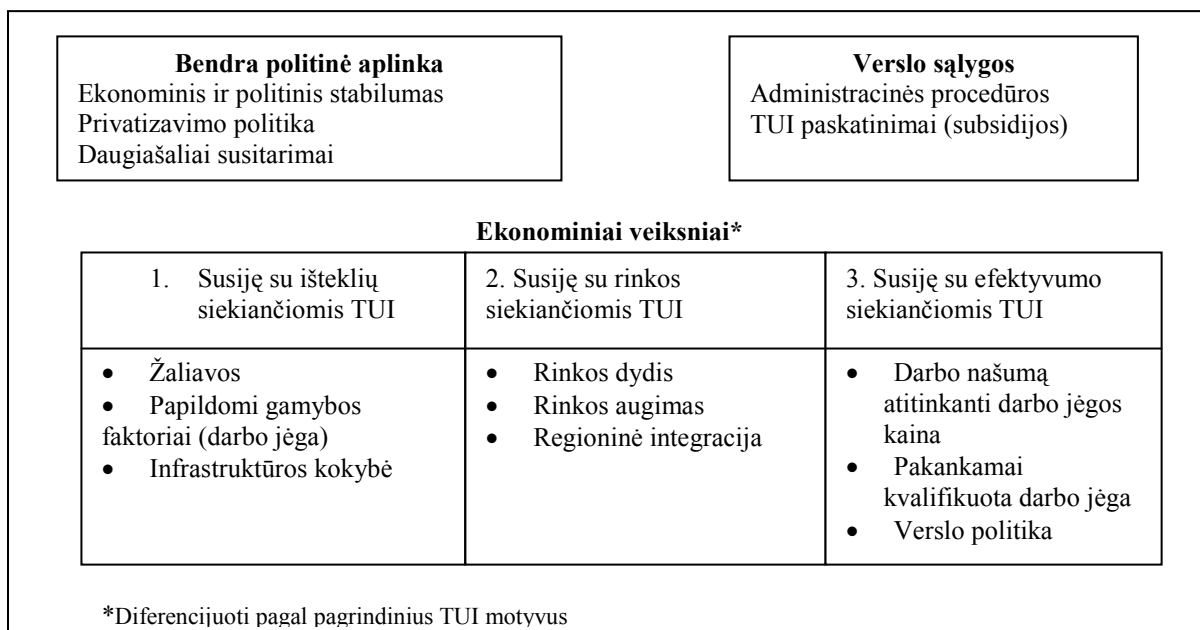 Bendra politinė aplinka
Ekonominis ir politinis stabilumas
Privatizavimo politika
Daugiašaliai susitarimai
Verslo sąlygos
Administracinės procedūros
TUI paskatinimai (subsidijos)
Ekonominiai veiksniai*
1. Susiję su išteklių
siekiančiomis TUI
2. Susiję su rinkos
siekiančiomis TUI
3. Susiję su efektyvumo
siekiančiomis TUI
• Žaliavos
• Papildomi gamybos
faktoriai (darbo jėga)
• Infrastruktūros kokybė
• Rinkos dydis
• Rinkos augimas
• Regioninė integracija
• Darbo našumą
atitinkanti darbo jėgos
kaina
• Pakankamai
kvalifikuota darbo jėga
• Verslo politika
*Diferencijuoti pagal pagrindinius TUI motyvus